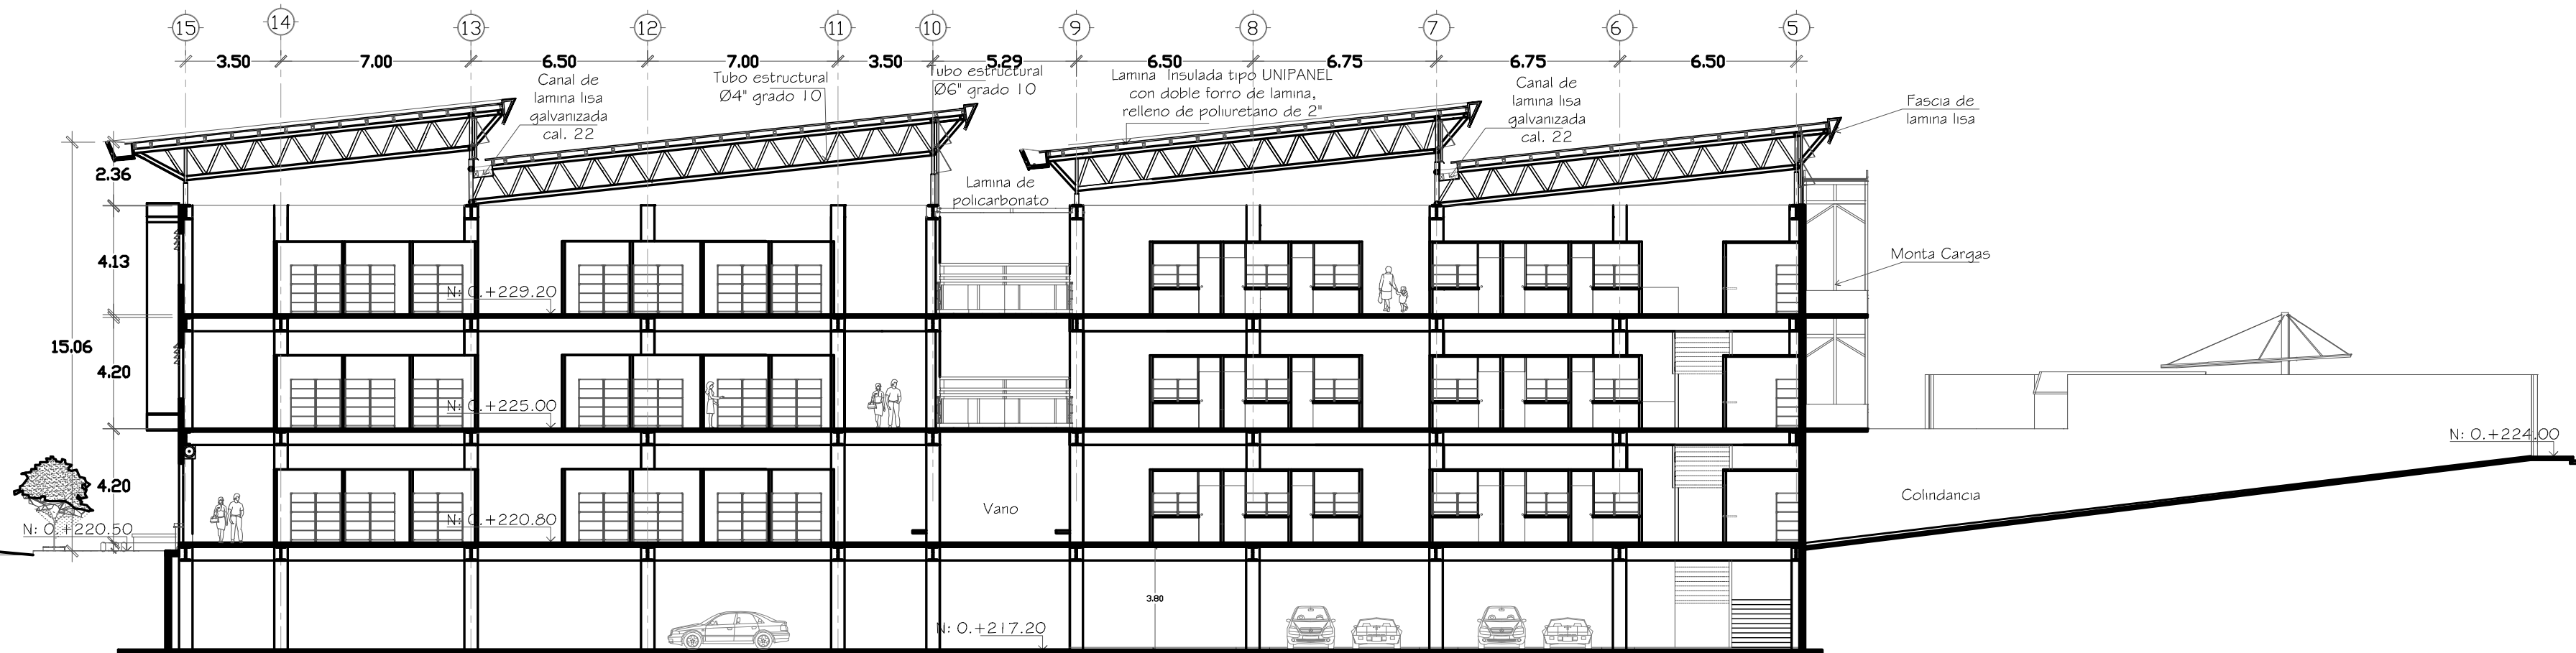 15 14 13 12 11 10 9 8 7 6 5
3.50 7.00 6.50 7.00 3.50 5.29 6.50 6.75 6.75 6.50
Canal de
lamina lisa
galvanizada
cal. 22
Tubo estructural
Ø4" grado 10
Tubo estructural
Ø6" grado 10
Lamina Insulada tipo UNIPANEL
con doble forro de lamina,
relleno de poliuretano de 2"
Canal de
lamina lisa
galvanizada
cal. 22
Fascia de
lamina lisa
2.36
Lamina de
policarbonato
4.13
Monta Cargas
N: 0.+229.20
15.06
4.20
N: 0.+225.00
N: 0.+224.00
4.20
Colindancia
Vano
N: 0.+220.50
N: 0.+220.80
3.80
N: 0.+217.20